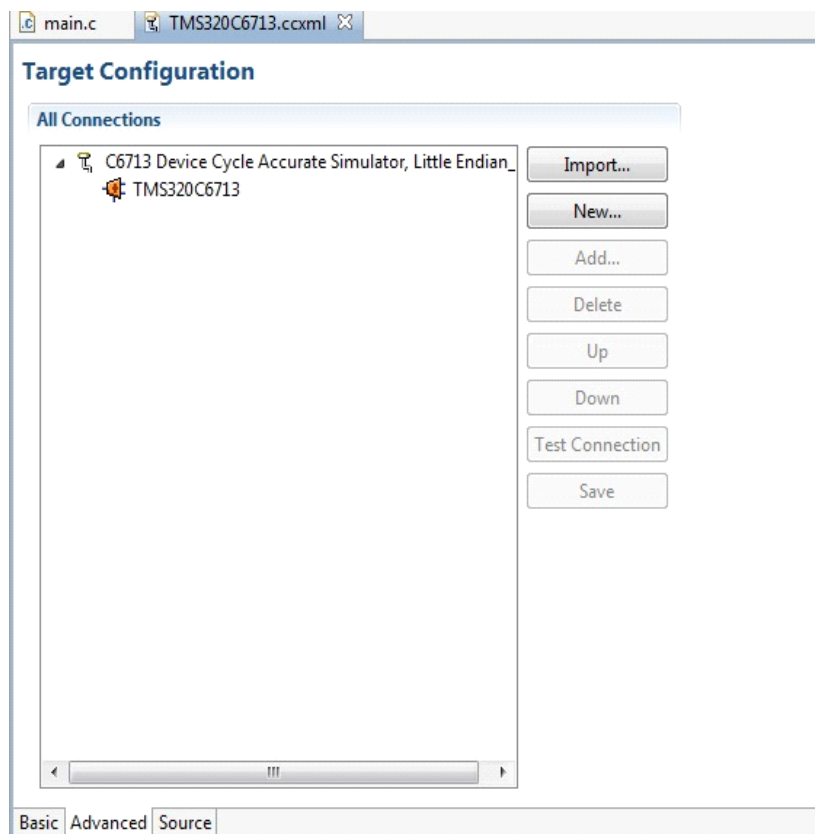 main.c
TMS320C6713.ccxml
Target Configuration
All Connections
C6713 Device Cycle Accurate Simulator, Little Endian_
TMS320C6713
Import...
New...
Add...
Delete
Up
Down
Test Connection
Save
Basic Advanced Source